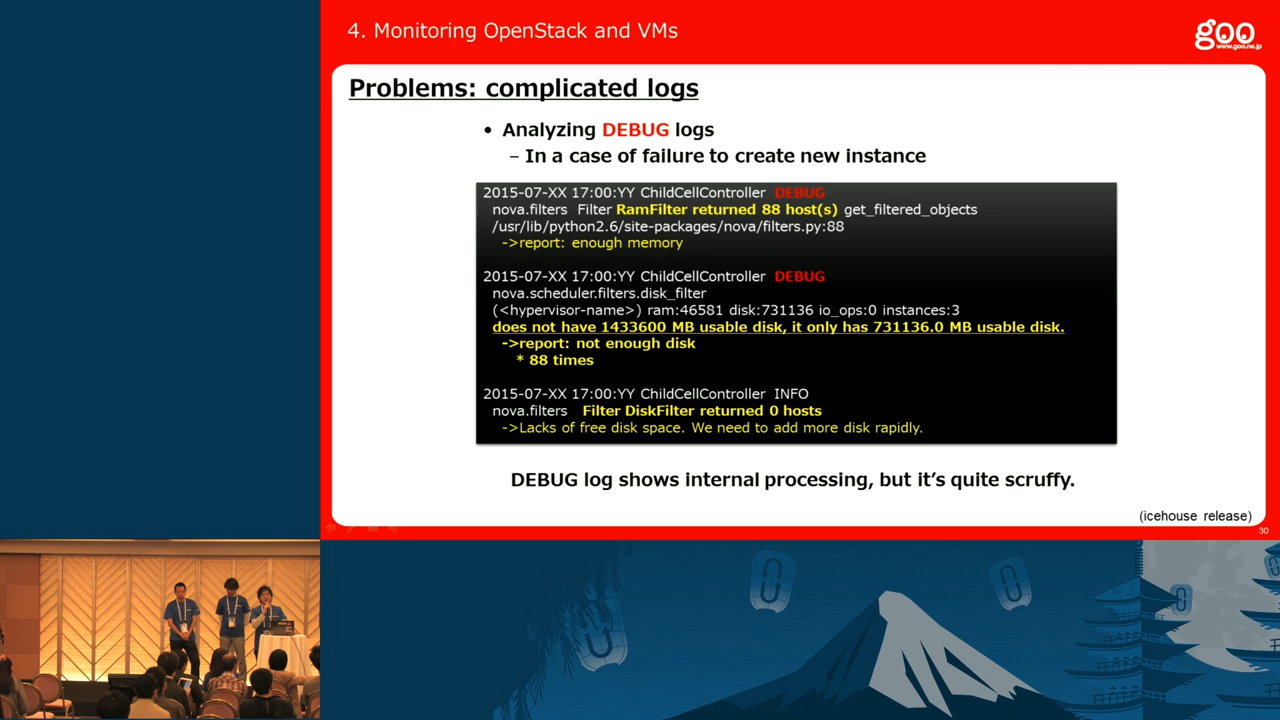 4. Monitoring OpenStack and VMs
goo
www.goo.ne.jp
Problems: complicated logs
• Analyzing DEBUG logs
– In a case of failure to create new instance
2015-07-XX 17:00:YY ChildCellController DEBUG
nova.filters Filter RamFilter returned 88 host(s) get_filtered_objects
/usr/lib/python2.6/site-packages/nova/filters.py:88
->report: enough memory
2015-07-XX 17:00:YY ChildCellController DEBUG
nova.scheduler.filters.disk_filter
(<hypervisor-name>) ram:46581 disk:731136 io_ops:0 instances:3
does not have 1433600 MB usable disk, it only has 731136.0 MB usable disk.
->report: not enough disk
* 88 times
2015-07-XX 17:00:YY ChildCellController INFO
nova.filters Filter DiskFilter returned 0 hosts
->Lacks of free disk space. We need to add more disk rapidly.
DEBUG log shows internal processing, but it's quite scruffy.
(icehouse release)
30